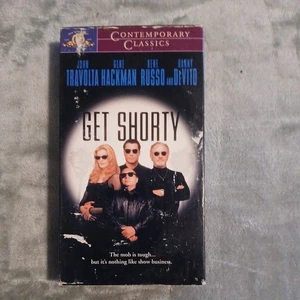 CONTEMPORARY
CLASSICS
JOHN GENE RENE DANNY
TRAVOLTA HACKMAN RUSSO AND DEVITO
GET SHORTY
The mob is tough...
but it's nothing like show business.